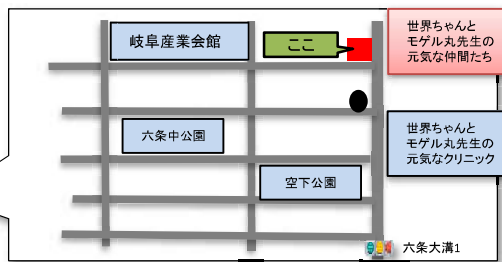 岐阜産業会館
ここ
世界ちゃんと
モゲル丸先生の
元気な仲間たち
六条中公園
世界ちゃんと
モゲル丸先生の
元気なクリニック
空下公園
六条大溝1